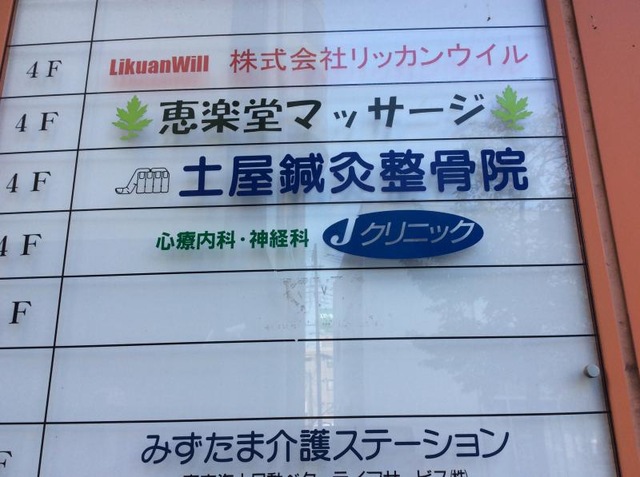 4F LikuanWill 株式会社リッカンウイル
4F 恵楽堂マッサージ
4F 土屋鍼灸整骨院
4F 心療内科・神経科 Jクリニック
F
みずたま介護ステーション